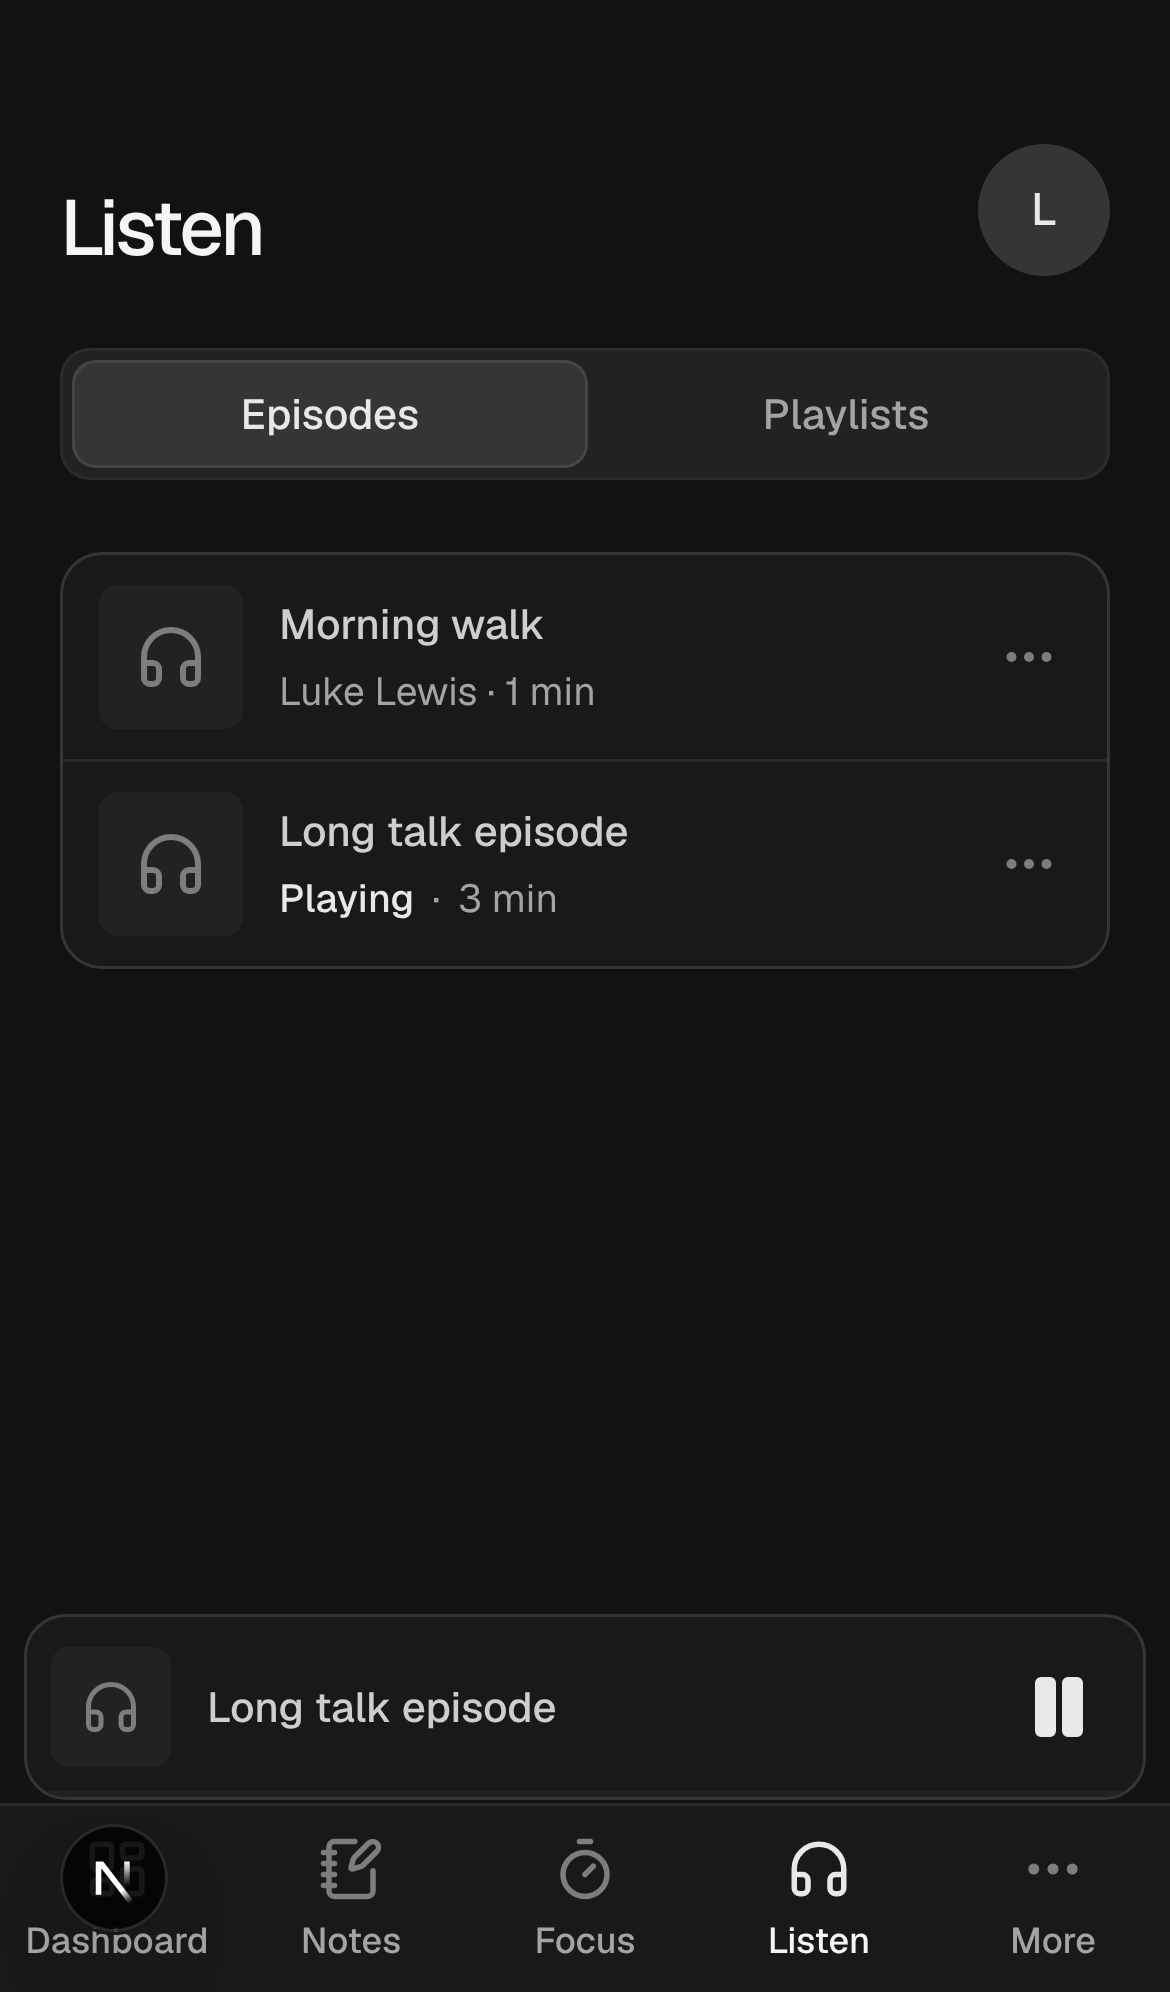 Listen
L
Episodes
Playlists
Morning walk
Luke Lewis · 1 min
Long talk episode
Playing · 3 min
Long talk episode
N
Dashboard
Notes
Focus
Listen
More